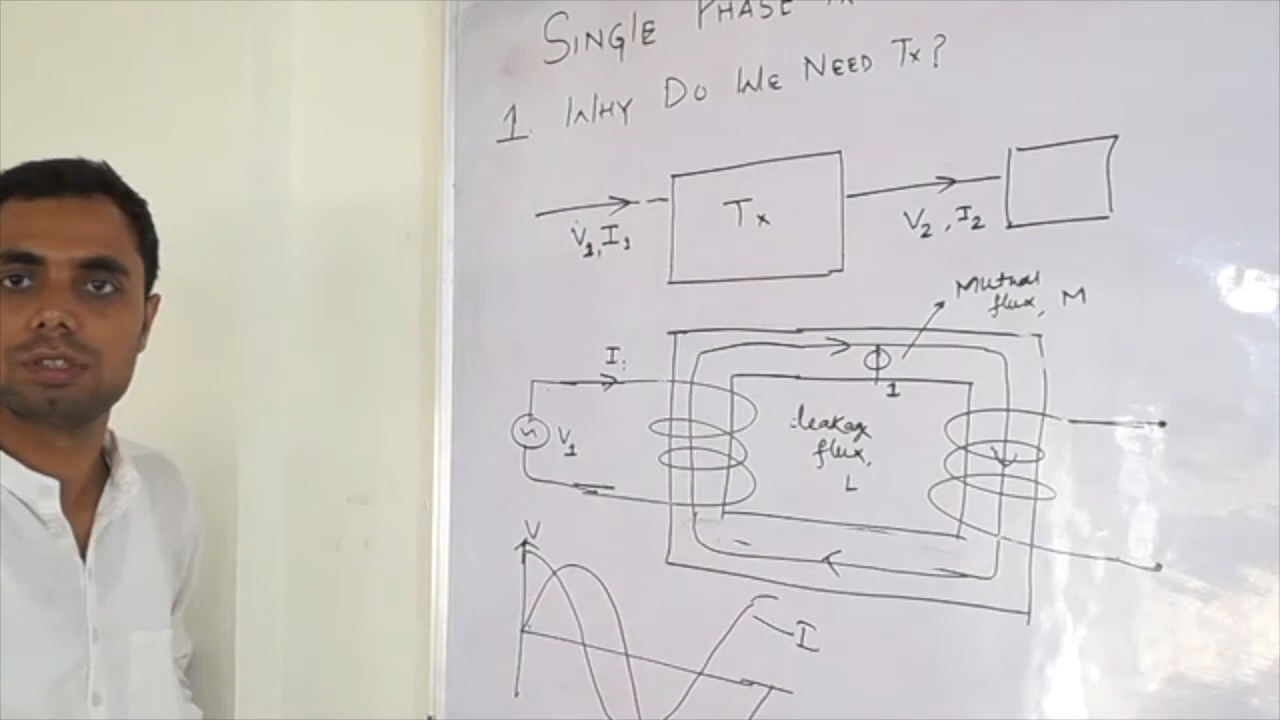 SINGLE PHASE
1. WHY DO WE NEED Tx?
Tx
V1, I1
V2, I2
Mutual
flux, M
I1
V1
Φ1
leakag
flux,
L
V
I